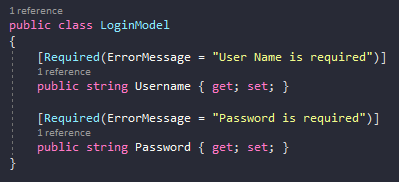 1 reference
public class LoginModel
{
[Required(ErrorMessage = "User Name is required")]
1 reference
public string Username { get; set; }
[Required(ErrorMessage = "Password is required")]
1 reference
public string Password { get; set; }
}